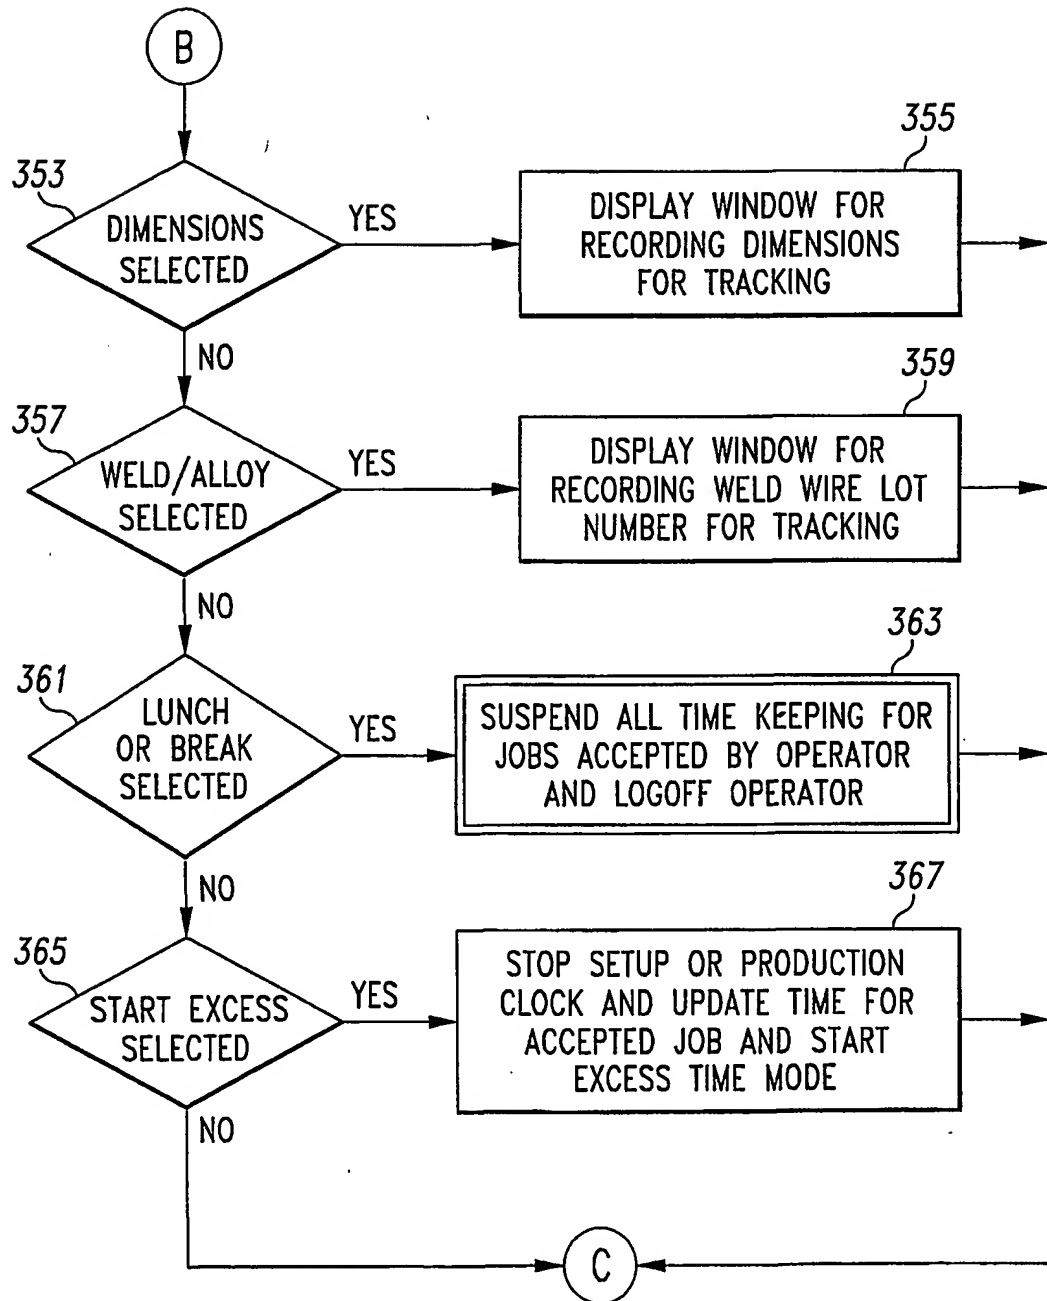 B
353
DIMENSIONS
SELECTED
YES
355
DISPLAY WINDOW FOR
RECORDING DIMENSIONS
FOR TRACKING
NO
357
WELD/ALLOY
SELECTED
YES
359
DISPLAY WINDOW FOR
RECORDING WELD WIRE LOT
NUMBER FOR TRACKING
NO
361
LUNCH
OR BREAK
SELECTED
YES
363
SUSPEND ALL TIME KEEPING FOR
JOBS ACCEPTED BY OPERATOR
AND LOGOFF OPERATOR
NO
365
START EXCESS
SELECTED
YES
367
STOP SETUP OR PRODUCTION
CLOCK AND UPDATE TIME FOR
ACCEPTED JOB AND START
EXCESS TIME MODE
NO
C